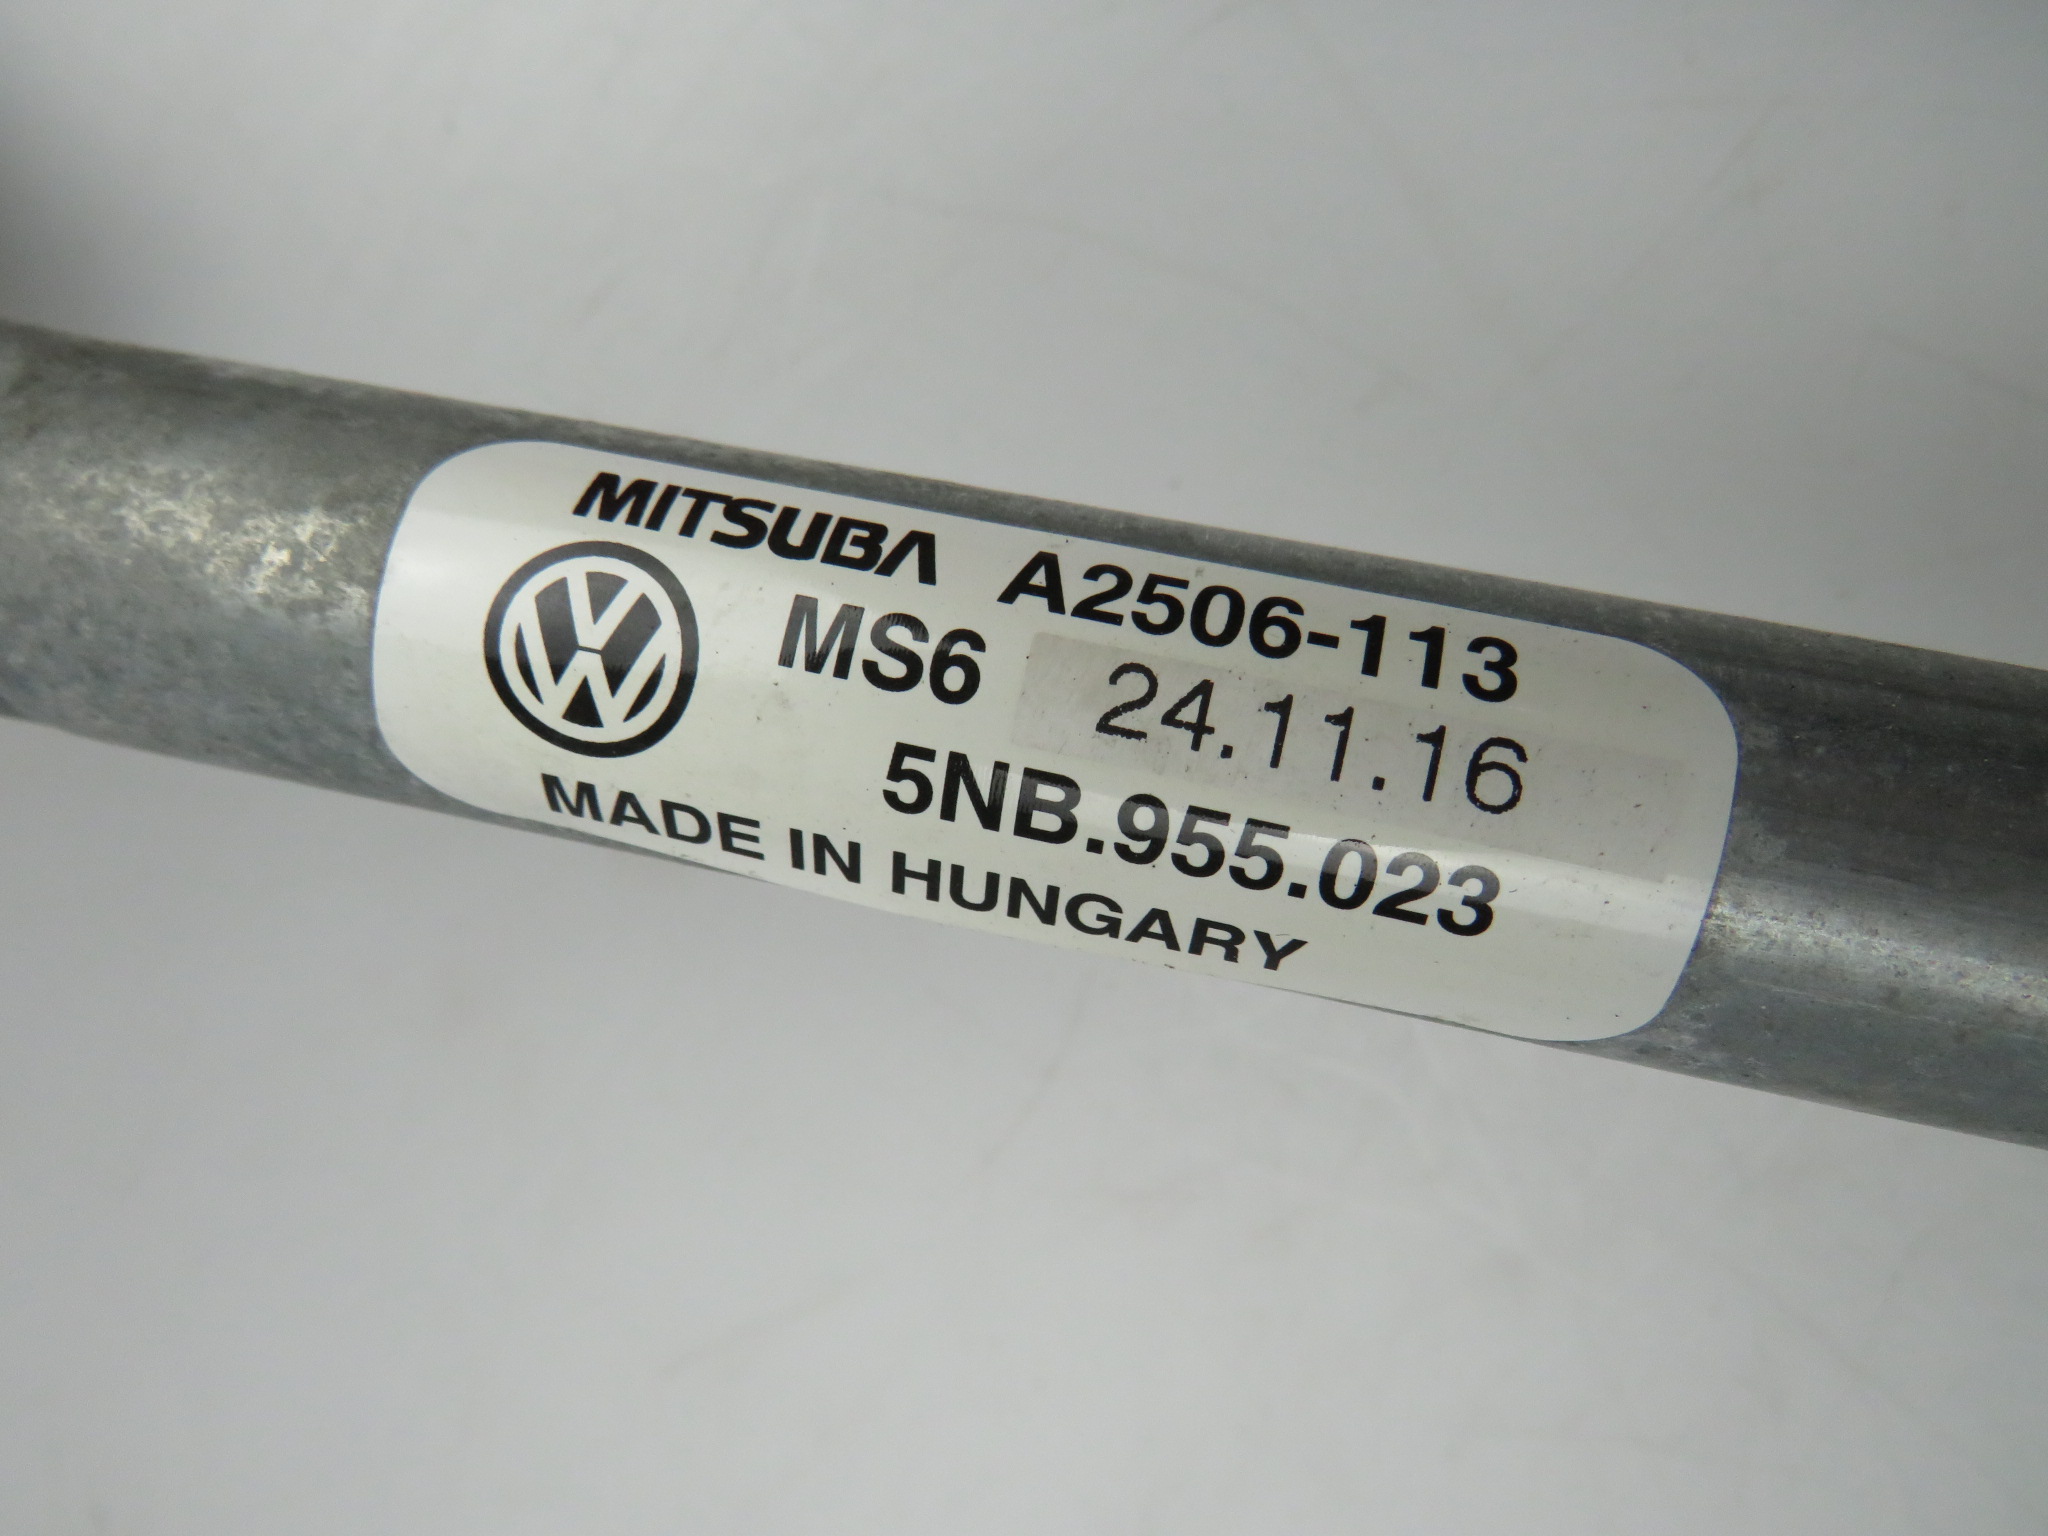 MITSUBA A2506-113
MS6 24.11.16
5NB.955.023
MADE IN HUNGARY